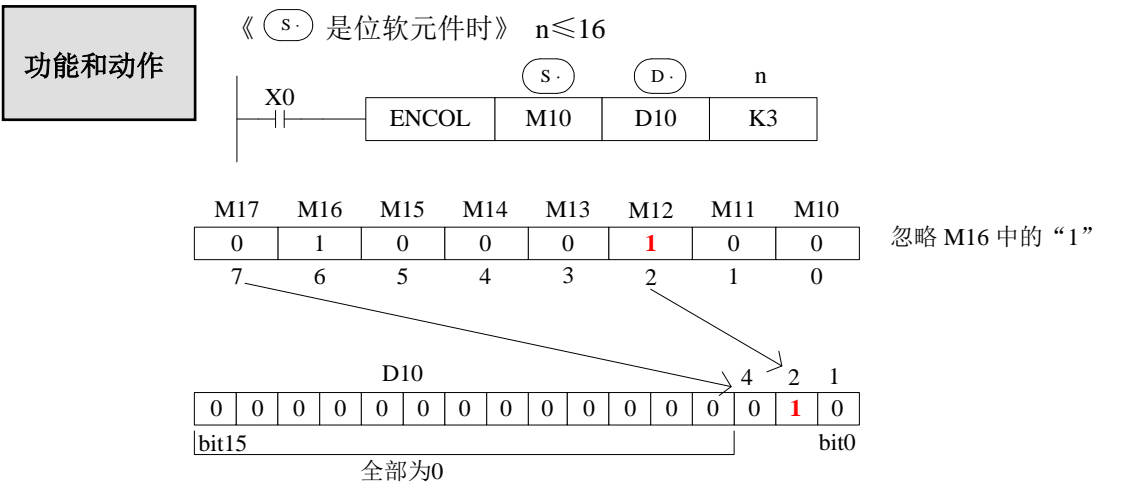 功能和动作
《 S· 是位软元件时》 n≤16
S· D· n
X0
ENCOL M10 D10 K3
M17 M16 M15 M14 M13 M12 M11 M10
0 1 0 0 0 1 0 0
忽略 M16 中的“1”
7 6 5 4 3 2 1 0
D10
4 2 1
0 0 0 0 0 0 0 0 0 0 0 0 0 0 1 0
bit15 bit0
全部为0